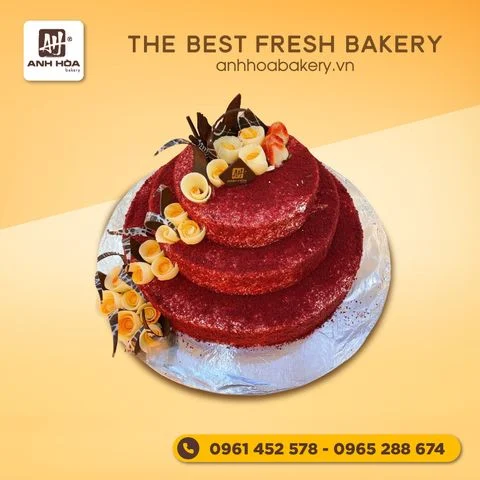 AH ®
ANH HÒA
bakery
THE BEST FRESH BAKERY
anhhoabakery.vn
0961 452 578 - 0965 288 674